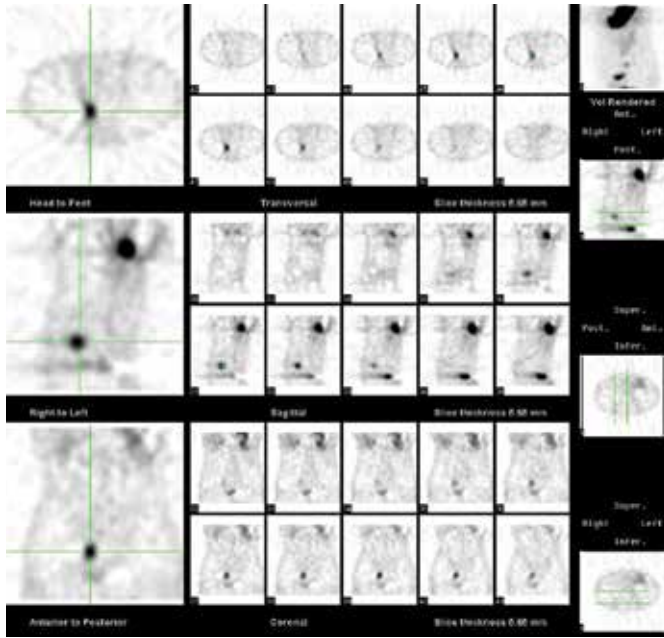 Vol Rendered
Ant.
Right Left
Post.
Head to Feet Transversal Slice thickness 6.68 mm
Super.
Post. Ant.
Infer.
Right to Left Sagittal Slice thickness 6.68 mm
Super.
Right Left
Infer.
Anterior to Posterior Coronal Slice thickness 6.68 mm